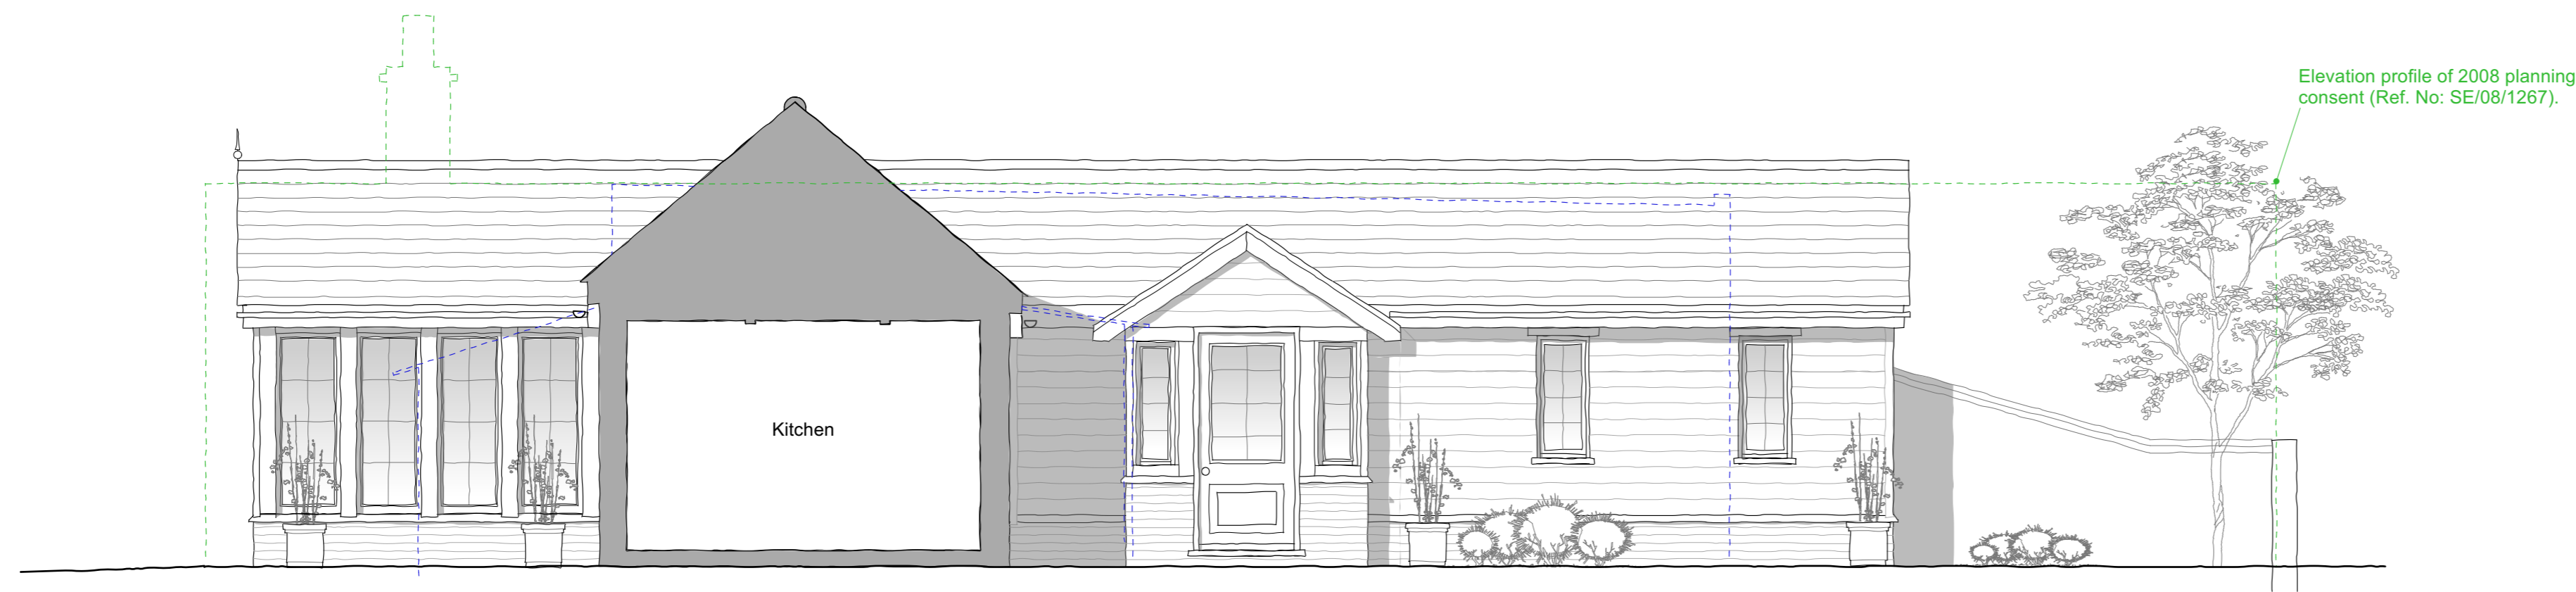 Elevation profile of 2008 planning
consent (Ref. No: SE/08/1267).
Kitchen